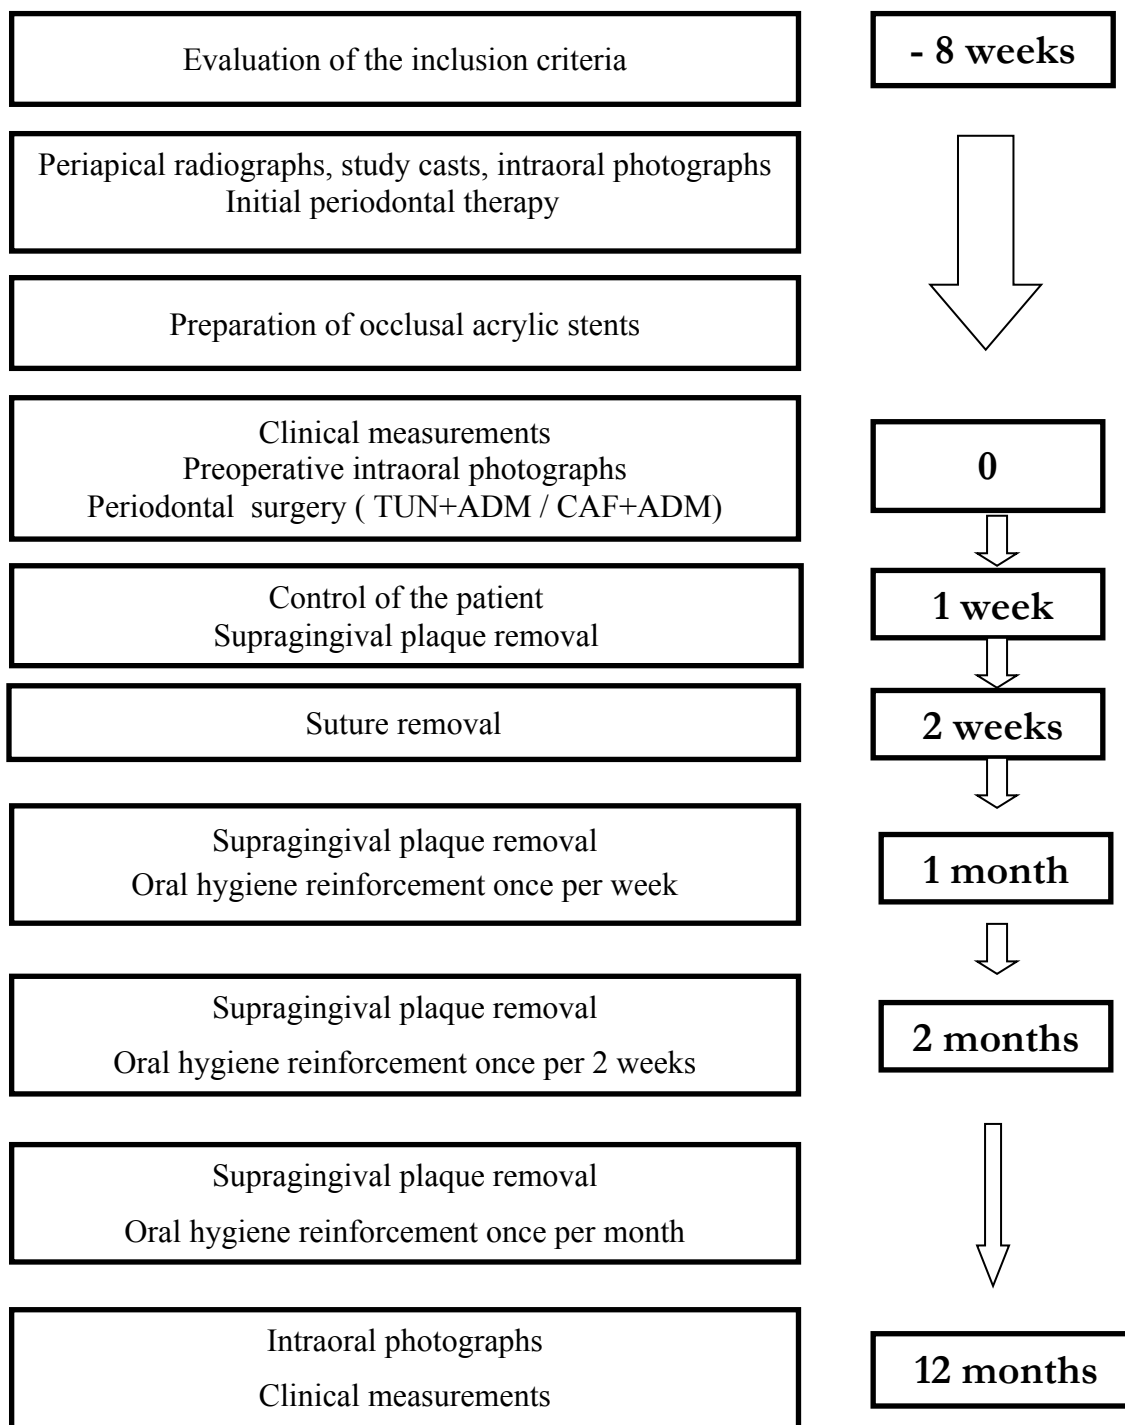 Evaluation of the inclusion criteria
- 8 weeks
Periapical radiographs, study casts, intraoral photographs
Initial periodontal therapy
Preparation of occlusal acrylic stents
Clinical measurements
Preoperative intraoral photographs
Periodontal surgery ( TUN+ADM / CAF+ADM)
0
Control of the patient
Supragingival plaque removal
1 week
Suture removal
2 weeks
Supragingival plaque removal
Oral hygiene reinforcement once per week
1 month
Supragingival plaque removal
Oral hygiene reinforcement once per 2 weeks
2 months
Supragingival plaque removal
Oral hygiene reinforcement once per month
Intraoral photographs
Clinical measurements
12 months